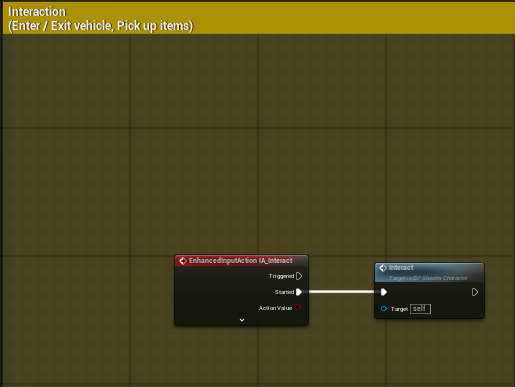 Interaction
(Enter / Exit vehicle, Pick up items)
EnhancedInputAction IA_Interact
Triggered
Started
Action Value
Interact
Target is BP Shooter Character
Target self